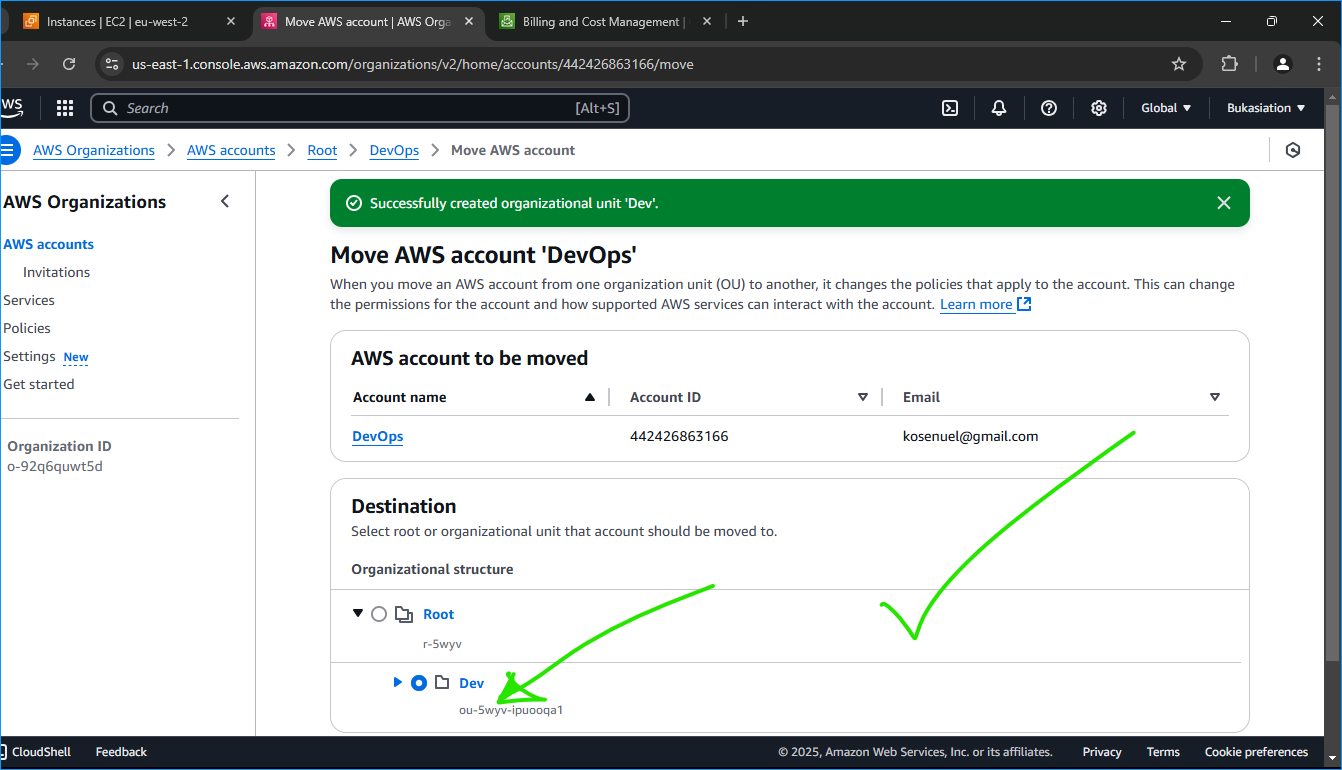 Instances | EC2 | eu-west-2
Move AWS account | AWS Orga
Billing and Cost Management |
us-east-1.console.aws.amazon.com/organizations/v2/home/accounts/442426863166/move
Search [Alt+S]
Global
Bukasiation
AWS Organizations
AWS accounts
Root
DevOps
Move AWS account
AWS Organizations
AWS accounts
Invitations
Services
Policies
Settings New
Get started
Organization ID
o-92q6quwt5d
Successfully created organizational unit 'Dev'.
Move AWS account 'DevOps'
When you move an AWS account from one organization unit (OU) to another, it changes the policies that apply to the account. This can change
the permissions for the account and how supported AWS services can interact with the account. Learn more
AWS account to be moved
Account name Account ID Email
DevOps 442426863166 kosenuel@gmail.com
Destination
Select root or organizational unit that account should be moved to.
Organizational structure
Root
r-5wyv
Dev
ou-5wyv-ipuooqa1
CloudShell Feedback © 2025, Amazon Web Services, Inc. or its affiliates. Privacy Terms Cookie preferences